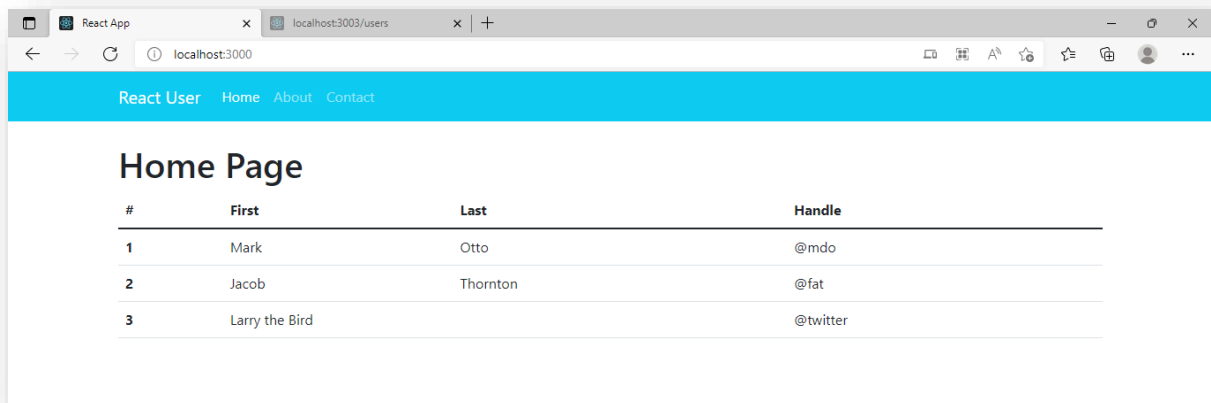 React App localhost:3003/users
localhost:3000
React User Home About Contact
Home Page
# First Last Handle
1 Mark Otto @mdo
2 Jacob Thornton @fat
3 Larry the Bird @twitter